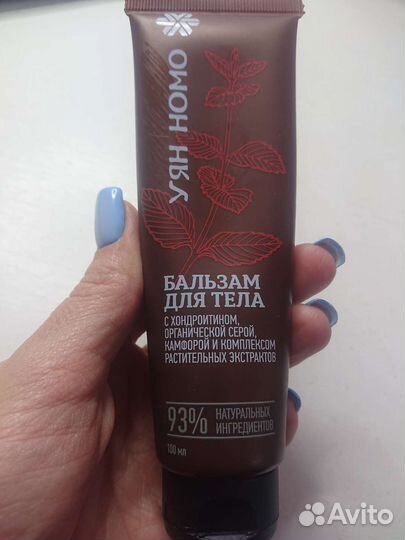 УЯН НОМО
БАЛЬЗАМ
ДЛЯ ТЕЛА
С ХОНДРОИТИНОМ,
ОРГАНИЧЕСКОЙ СЕРОЙ,
КАМФОРОЙ И КОМПЛЕКСОМ
РАСТИТЕЛЬНЫХ ЭКСТРАКТОВ
93% НАТУРАЛЬНЫХ
ИНГРЕДИЕНТОВ
100 мл
Avito